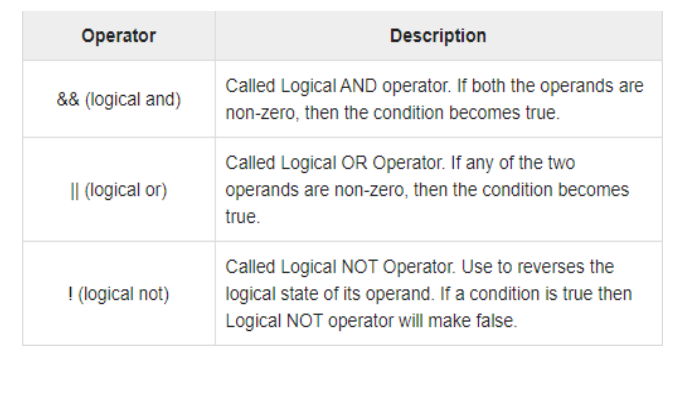 Operator
Description
&& (logical and)
Called Logical AND operator. If both the operands are
non-zero, then the condition becomes true.
|| (logical or)
Called Logical OR Operator. If any of the two
operands are non-zero, then the condition becomes
true.
! (logical not)
Called Logical NOT Operator. Use to reverses the
logical state of its operand. If a condition is true then
Logical NOT operator will make false.